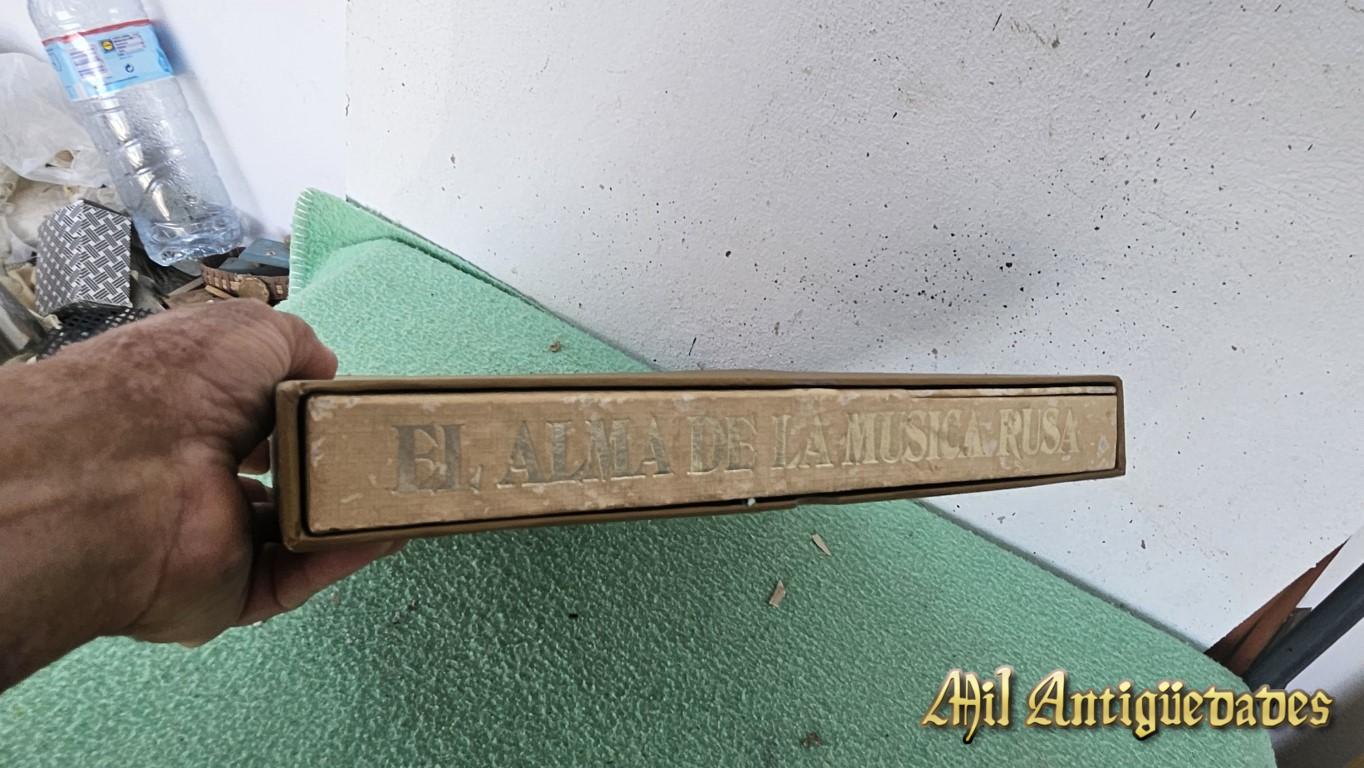 EL ALMA DE LA MUSICA RUSA
Mil Antigüedades